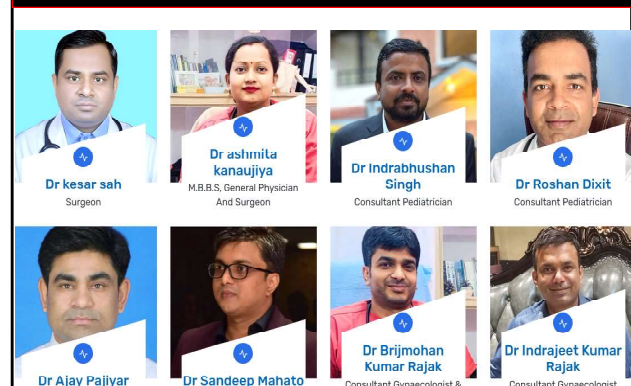 Dr kesar sah
Surgeon
Dr ashmita
kanaujiya
M.B.B.S, General Physician
And Surgeon
Dr Indrabhushan
Singh
Consultant Pediatrician
Dr Roshan Dixit
Consultant Pediatrician
Dr Ajay Pajiyar
Dr Sandeep Mahato
Dr Brijmohan
Kumar Rajak
Consultant Gynaecologist &
Dr Indrajeet Kumar
Rajak
Consultant Gynaecologist